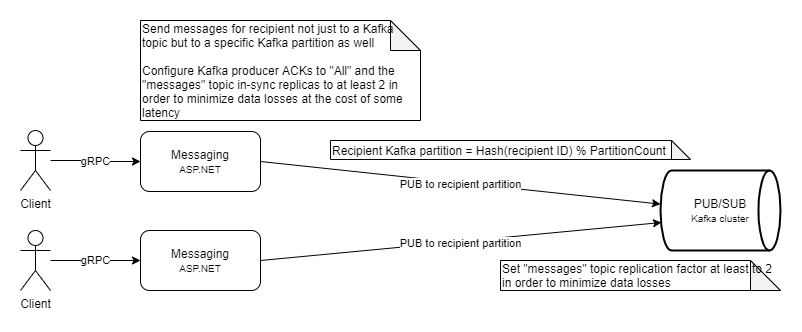 Send messages for recipient not just to a Kafka
topic but to a specific Kafka partition as well
Configure Kafka producer ACKs to "All" and the
"messages" topic in-sync replicas to at least 2 in
order to minimize data losses at the cost of some
latency
Recipient Kafka partition = Hash(recipient ID) % PartitionCount
gRPC
Messaging
ASP.NET
PUB to recipient partition
Client
PUB/SUB
Kafka cluster
gRPC
Messaging
ASP.NET
PUB to recipient partition
Client
Set "messages" topic replication factor at least to 2
in order to minimize data losses